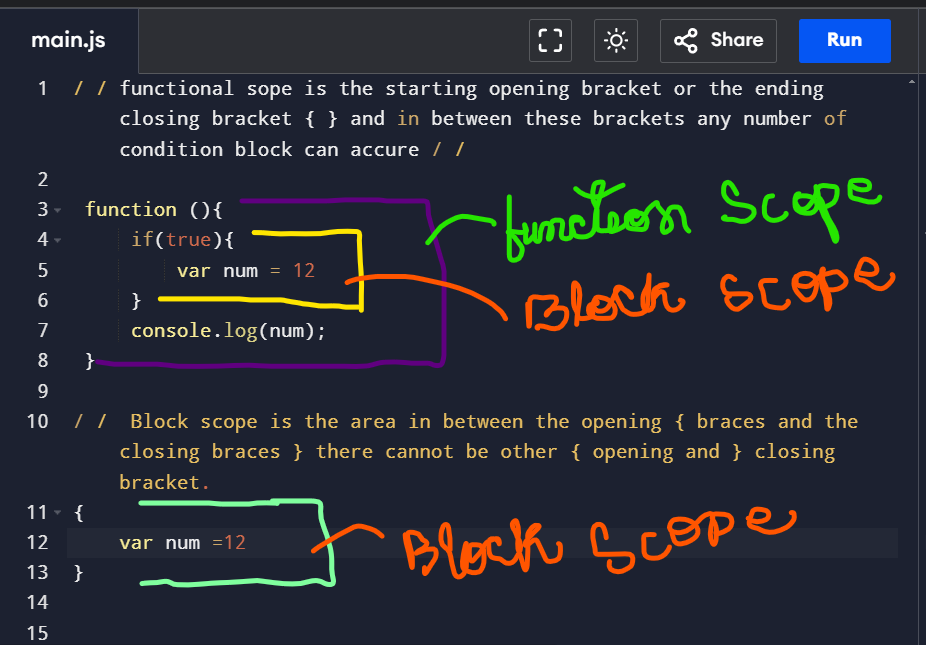 main.js
Share
Run
1 / / functional sope is the starting opening bracket or the ending
closing bracket { } and in between these brackets any number of
condition block can accure / /
2
3 function (){
function Scope
4 if(true){
5 var num = 12
Block Scope
6 }
7 console.log(num);
8 }
9
10 / / Block scope is the area in between the opening { braces and the
closing braces } there cannot be other { opening and } closing
bracket.
11 {
12 var num =12
Block Scope
13 }
14
15